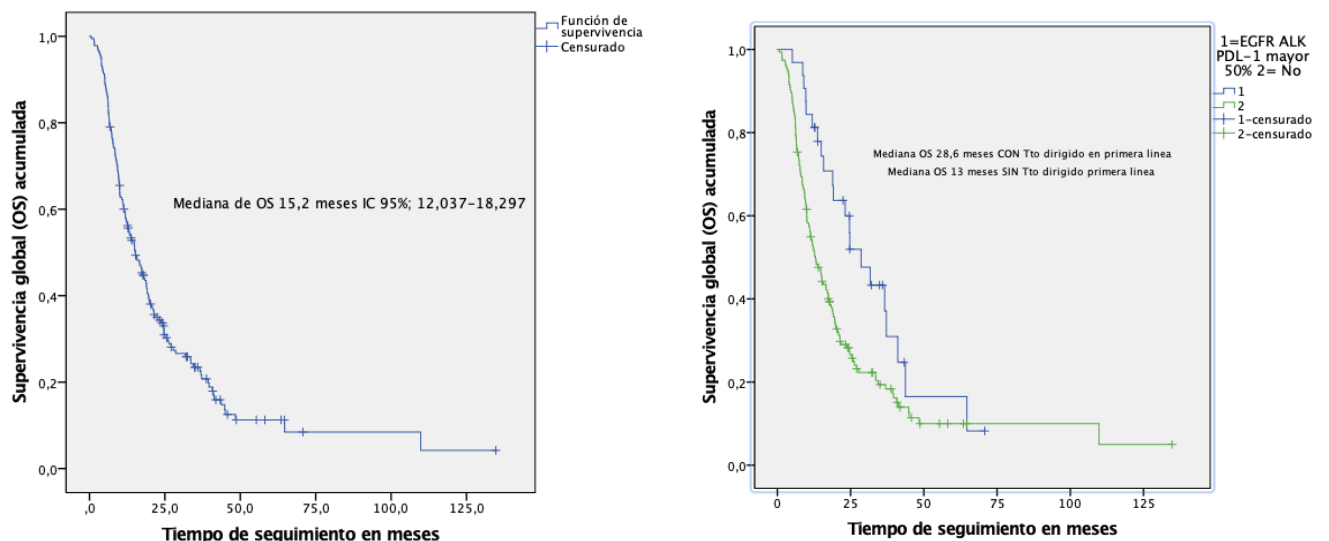 Función de
supervivencia
Censurado
1,0
0,8
0,6
0,4
0,2
0,0
Supervivencia global (OS) acumulada
Mediana de OS 15,2 meses IC 95%; 12,037-18,297
,0
25,0
50,0
75,0
100,0
125,0
Tiempo de seguimiento en meses
1=EGFR ALK
PDL-1 mayor
50% 2= No
1
2
1-censurado
2-censurado
1,0
0,8
0,6
0,4
0,2
0,0
Supervivencia global (OS) acumulada
Mediana OS 28,6 meses CON Tto dirigido en primera linea
Mediana OS 13 meses SIN Tto dirigido primera linea
0
25
50
75
100
125
Tiempo de seguimiento en meses